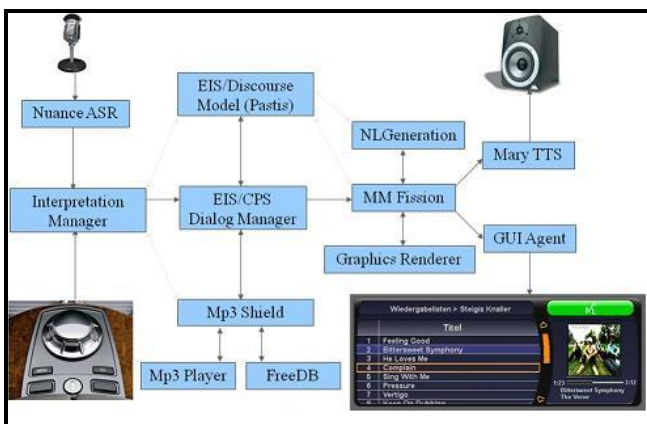 Nuance ASR
Interpretation
Manager
EIS/Discourse
Model (Pastis)
EIS/CPS
Dialog Manager
Mp3 Shield
Mp3 Player
FreeDB
NLGeneration
MM Fission
Graphics Renderer
Mary TTS
GUI Agent
Wiedergabelisten > Steigis Knaller
Titel
1 Feeling Good
2 Bittersweet Symphony
3 He Loves Me
4 Complain
5 Sing With Me
6 Pressure
7 Vertigo
1:23
Bittersweet Symphony
The Verve